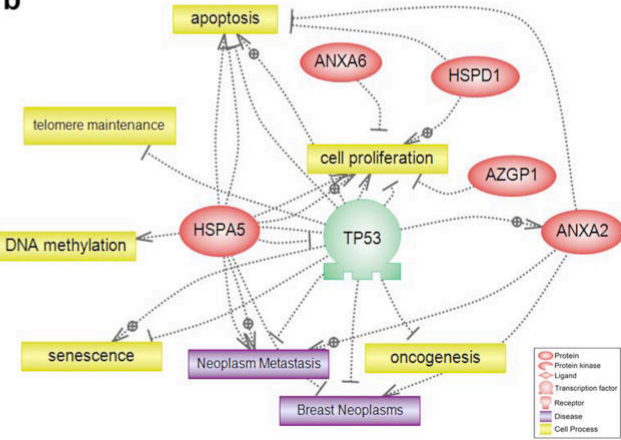 b
apoptosis
ANXA6
HSPD1
telomere maintenance
cell proliferation
AZGP1
HSPA5
TP53
ANXA2
DNA methylation
senescence
Neoplasm Metastasis
oncogenesis
Breast Neoplasms
Protein
Protein kinase
Ligand
Transcription factor
Receptor
Disease
Cell Process